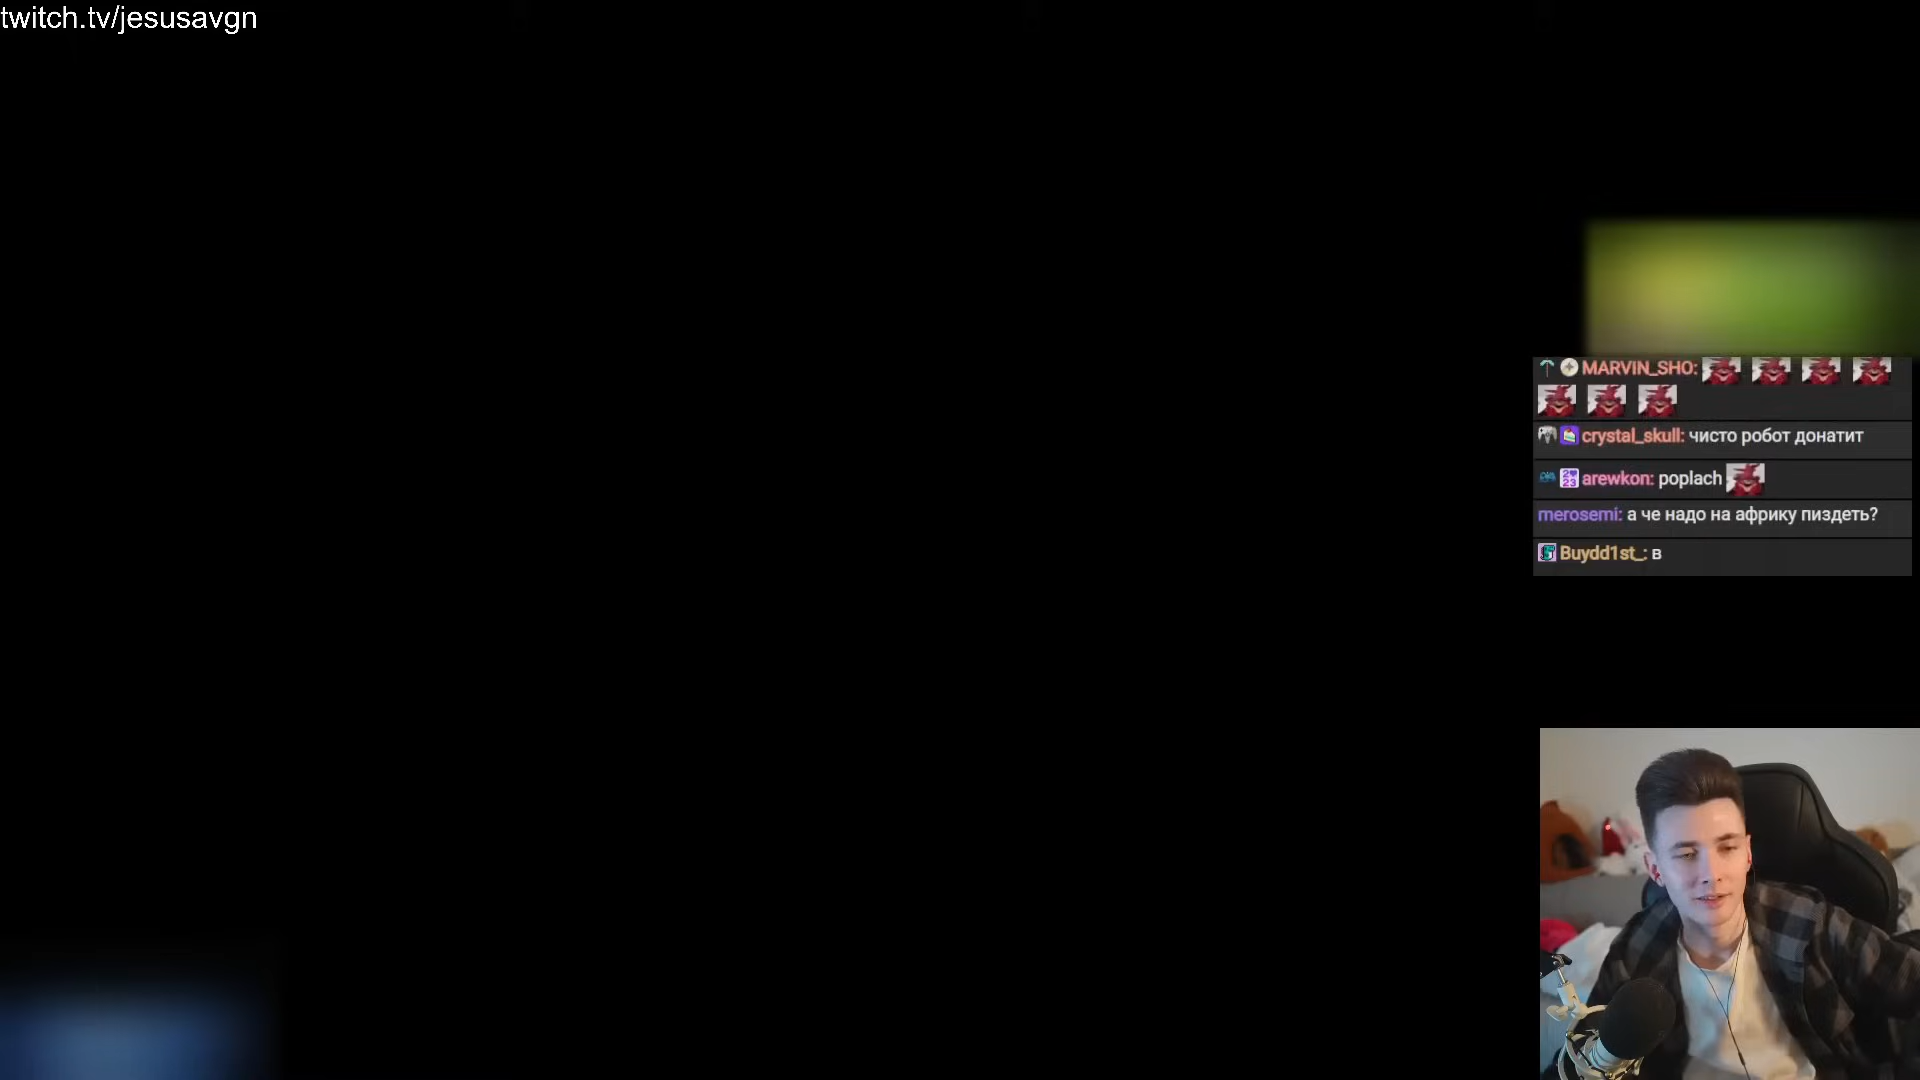 twitch.tv/jesusavgn
MARVIN_SHO:
crystal_skull: чисто робот донатит
arewkon: poplach
merosemi: а че надо на африку пиздеть?
Buydd1st_: в